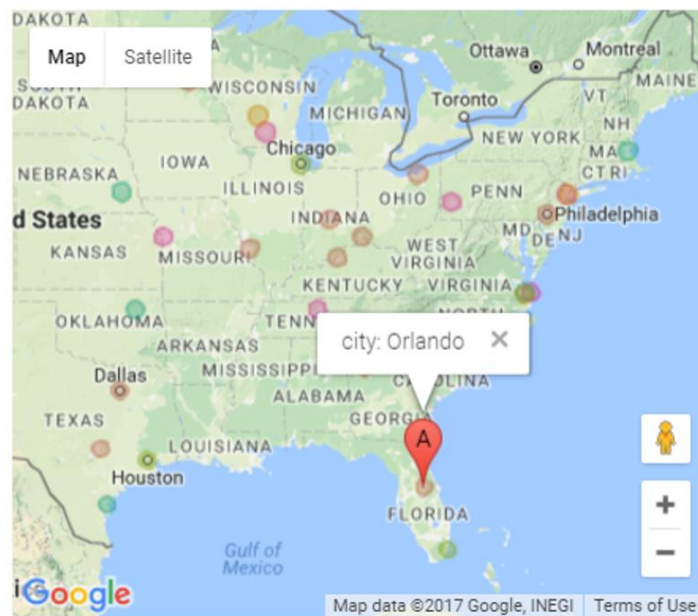 DAKOTA
Map Satellite
DAKOTA
WISCONSIN
MICHIGAN
Ottawa
Montreal
MAINE
Toronto
VT
NH
NEW YORK
MA
CT RI
Chicago
IOWA
NEBRASKA
ILLINOIS
INDIANA
OHIO
PENN
Philadelphia
MD
DE NJ
d States
KANSAS
MISSOURI
WEST
VIRGINIA
KENTUCKY
VIRGINIA
OKLAHOMA
TENN
ARKANSAS
city: Orlando ×
MISSISSIPPI
CAROLINA
Dallas
ALABAMA
TEXAS
GEORGIA
LOUISIANA
A
Houston
FLORIDA
Gulf of
Mexico
+
−
Google
Map data ©2017 Google, INEGI Terms of Use